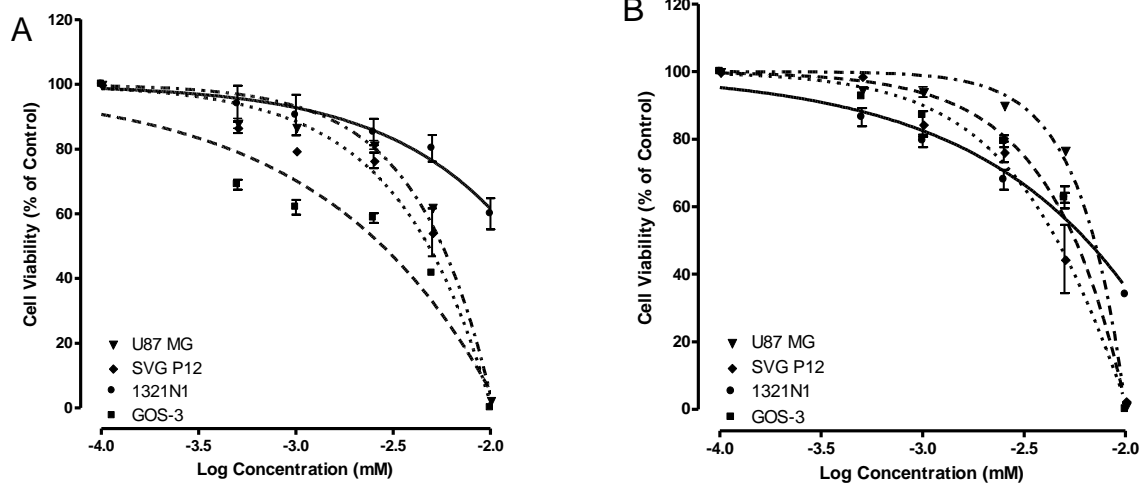 A
120
100
80
60
40
20
0
Cell Viability (% of Control)
U87 MG
SVG P12
1321N1
GOS-3
-4.0 -3.5 -3.0 -2.5 -2.0
Log Concentration (mM)
B
120
100
80
60
40
20
0
Cell Viability (% of Control)
U87 MG
SVG P12
1321N1
GOS-3
-4.0 -3.5 -3.0 -2.5 -2.0
Log Concentration (mM)